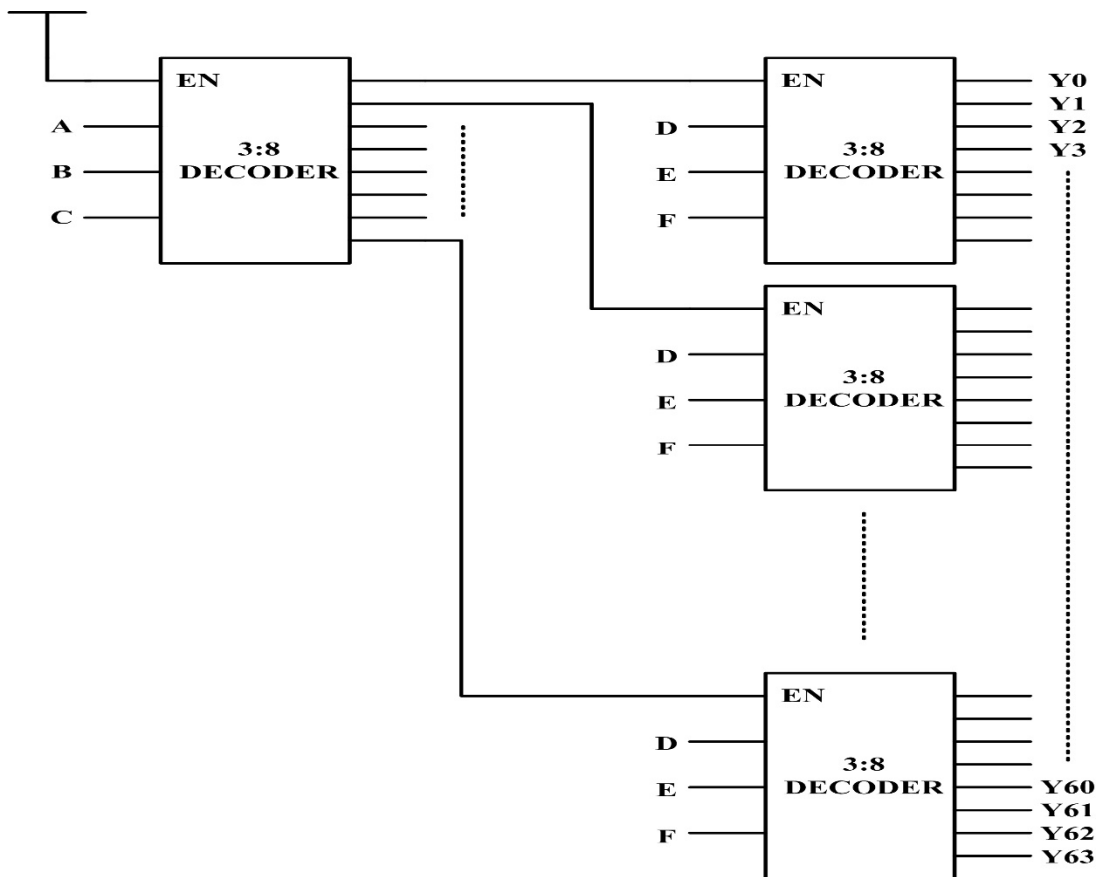 EN
A
B
C
3:8
DECODER
EN
D
E
F
3:8
DECODER
Y0
Y1
Y2
Y3
EN
D
E
F
3:8
DECODER
EN
D
E
F
3:8
DECODER
Y60
Y61
Y62
Y63